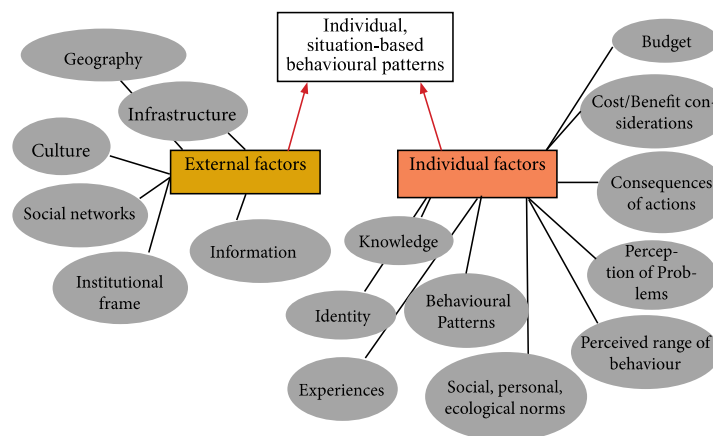 Individual,
situation-based
behavioural patterns
Geography
Infrastructure
Culture
Social networks
Institutional
frame
External factors
Information
Individual factors
Budget
Cost/Benefit con-
siderations
Consequences
of actions
Percep-
tion of Prob-
lems
Perceived range of
behaviour
Knowledge
Identity
Experiences
Behavioural
Patterns
Social, personal,
ecological norms